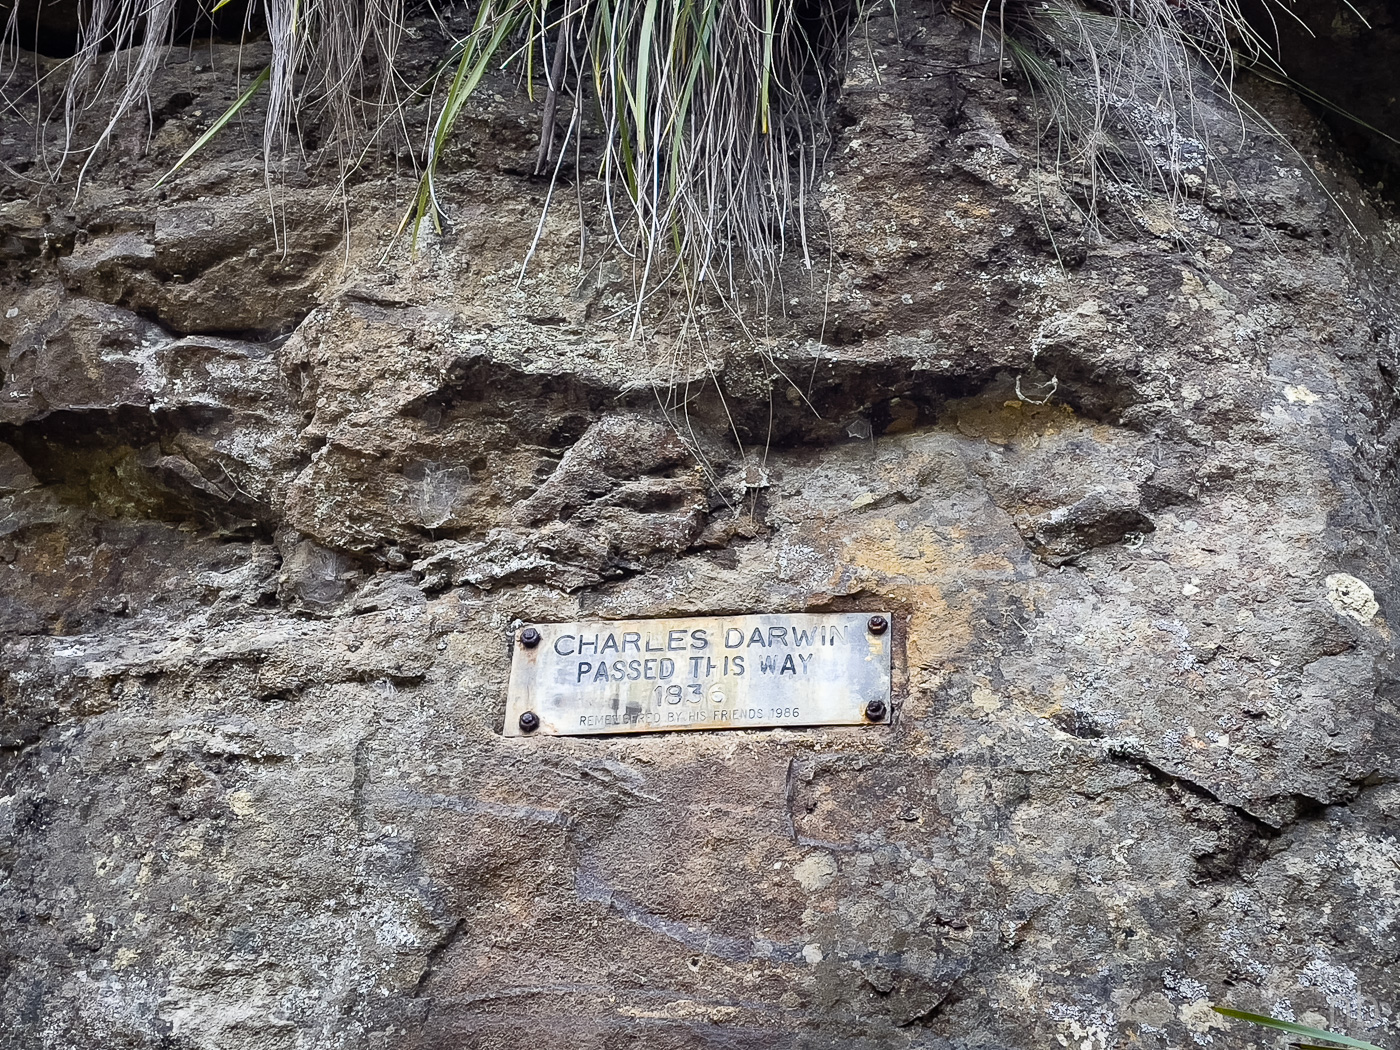 CHARLES DARWIN
PASSED THIS WAY
1836
REMEMBERED BY HIS FRIENDS 1986